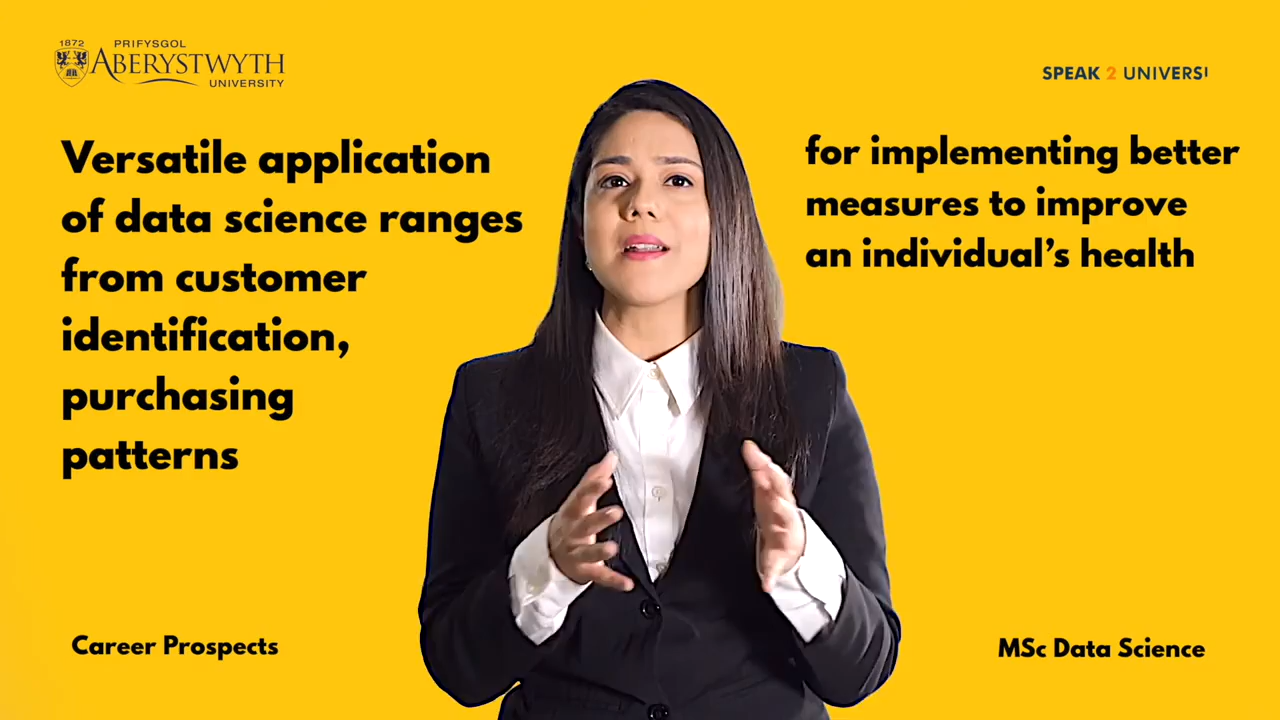 1872
PRIFYSGOL
ABERYSTWYTH
UNIVERSITY
SPEAK 2 UNIVERSI
Versatile application
of data science ranges
from customer
identification,
purchasing
patterns
for implementing better
measures to improve
an individual’s health
Career Prospects
MSc Data Science